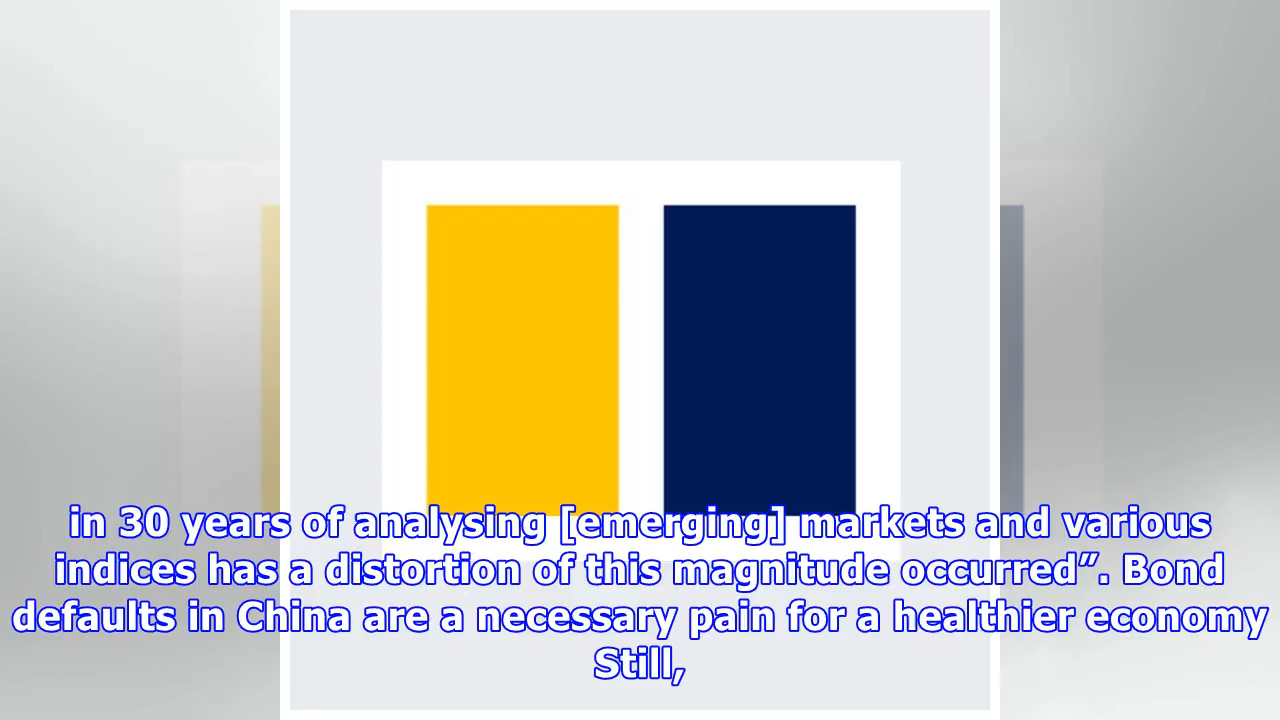 in 30 years of analysing [emerging] markets and various
indices has a distortion of this magnitude occurred”. Bond
defaults in China are a necessary pain for a healthier economy
Still,